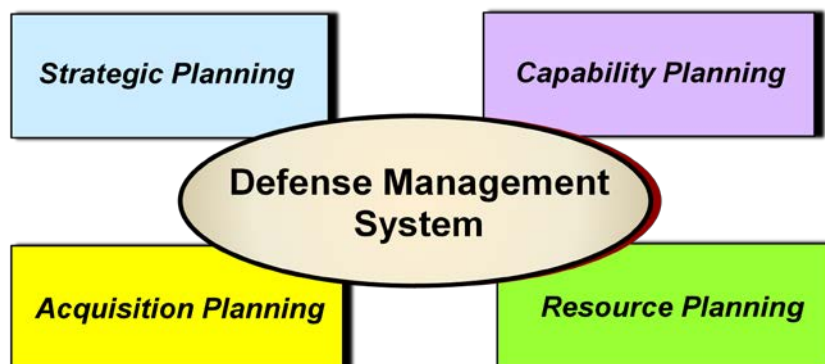 Strategic Planning
Capability Planning
Defense Management
System
Acquisition Planning
Resource Planning